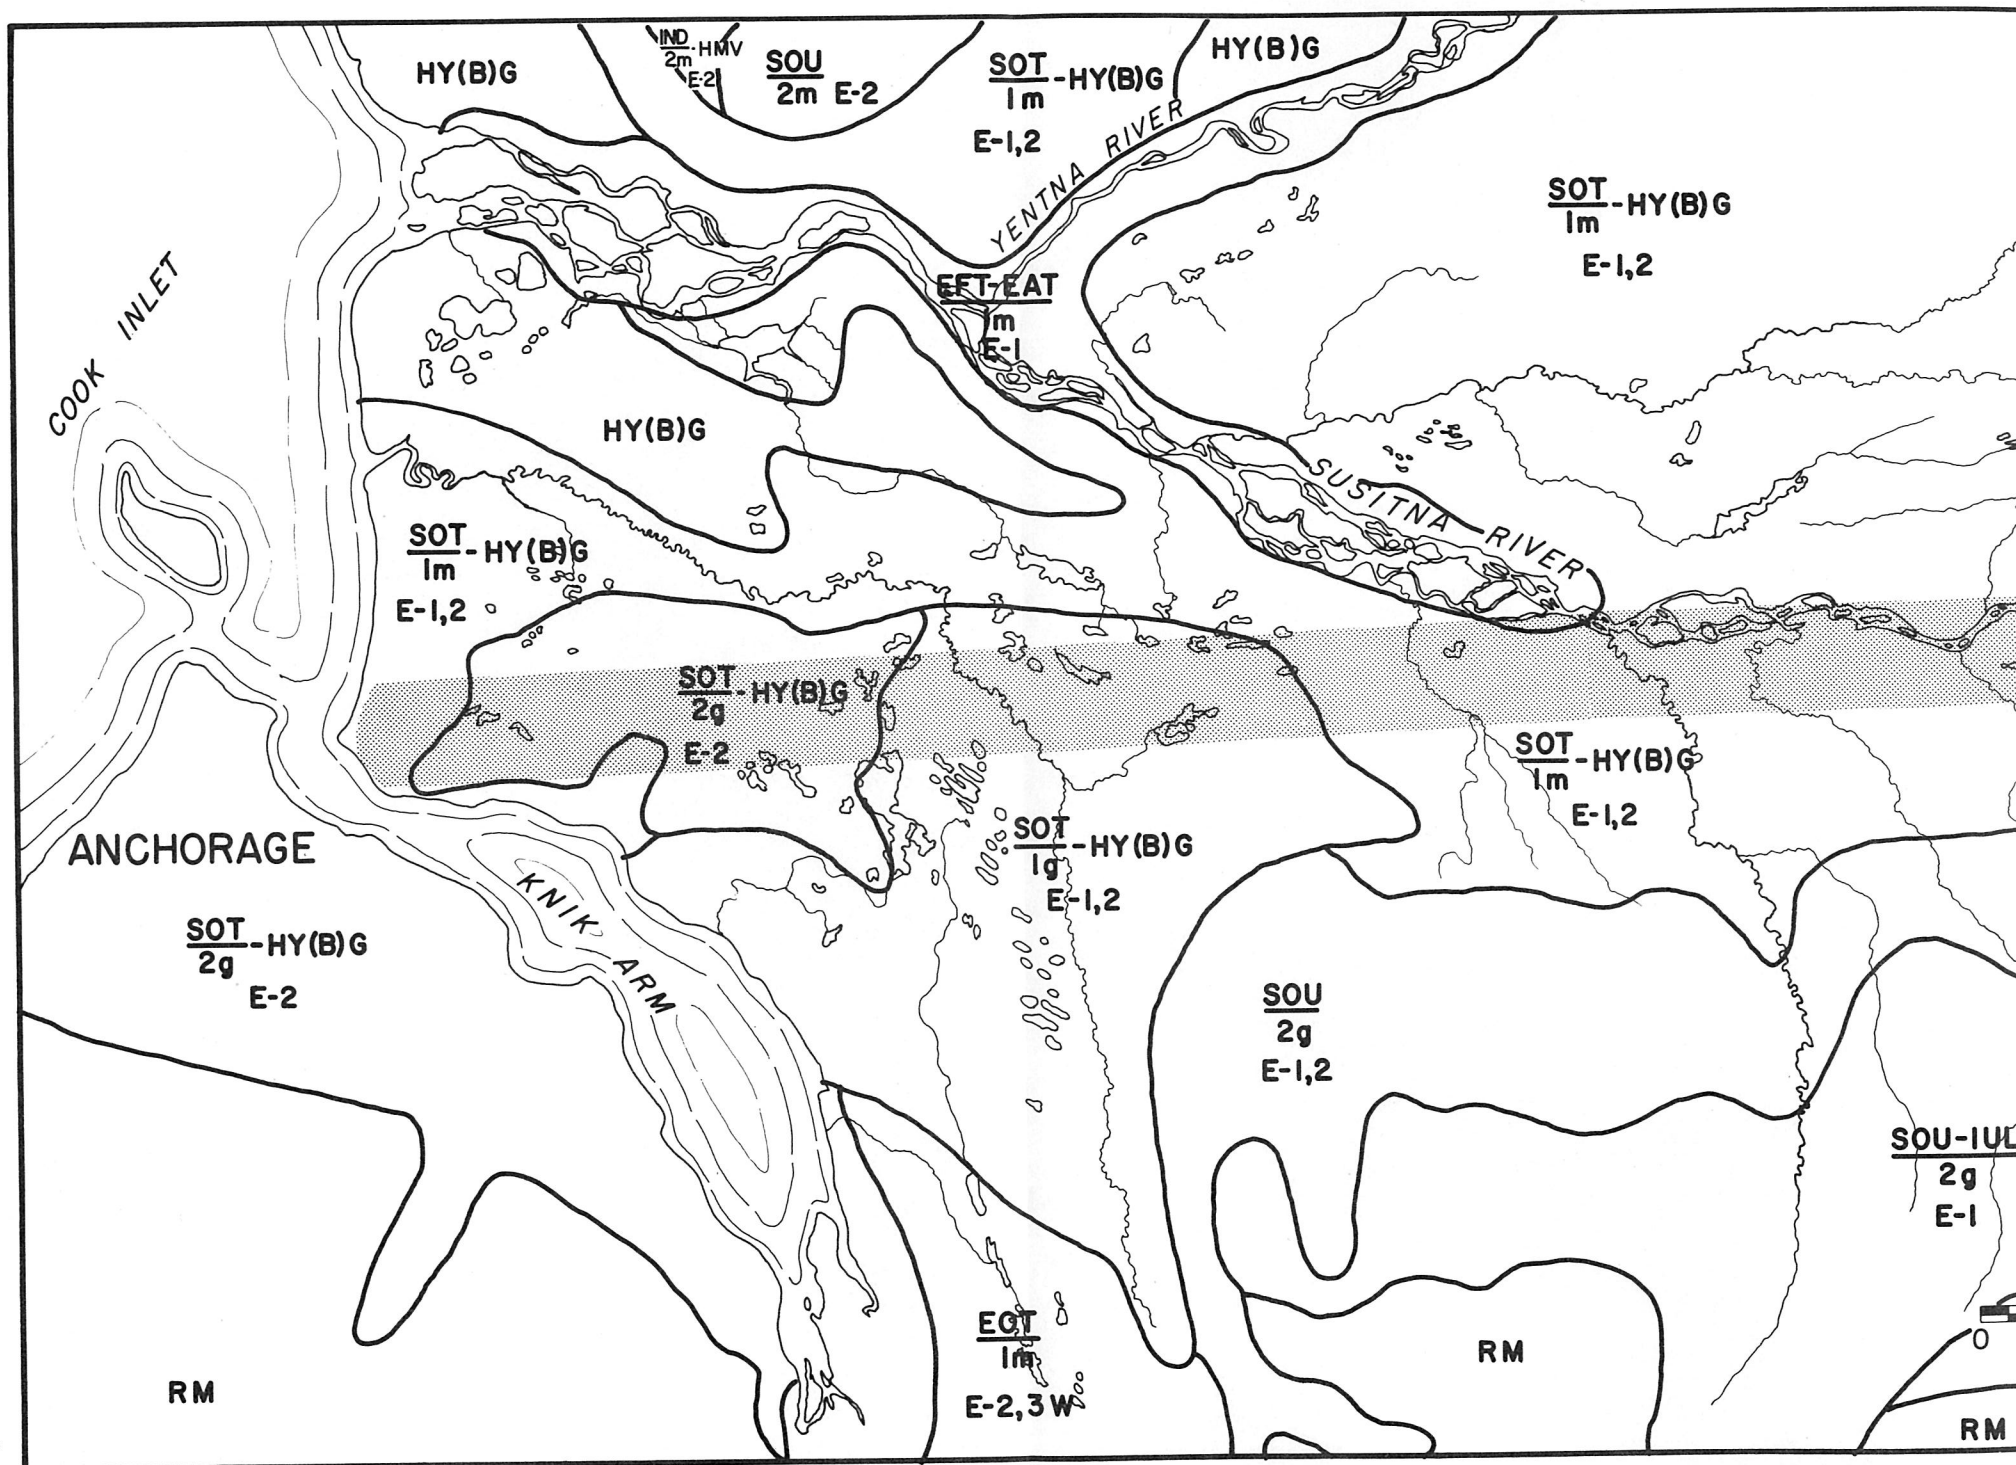 HY(B)G
IND
2m-HMV
E-2
SOU
2m E-2
SOT
1m-HY(B)G
E-1,2
HY(B)G
YENTNA RIVER
SOT
1m-HY(B)G
E-1,2
COOK INLET
EFT-EAT
1m
E-1
HY(B)G
SUSITNA RIVER
SOT
1m-HY(B)G
E-1,2
SOT
2g-HY(B)G
E-2
SOT
1m-HY(B)G
E-1,2
ANCHORAGE
SOT
1g-HY(B)G
E-1,2
KNIK ARM
SOT
2g-HY(B)G
E-2
SOU
2g
E-1,2
SOU-IUL
2g
E-1
EOT
1m
E-2,3W
RM
RM
0
RM